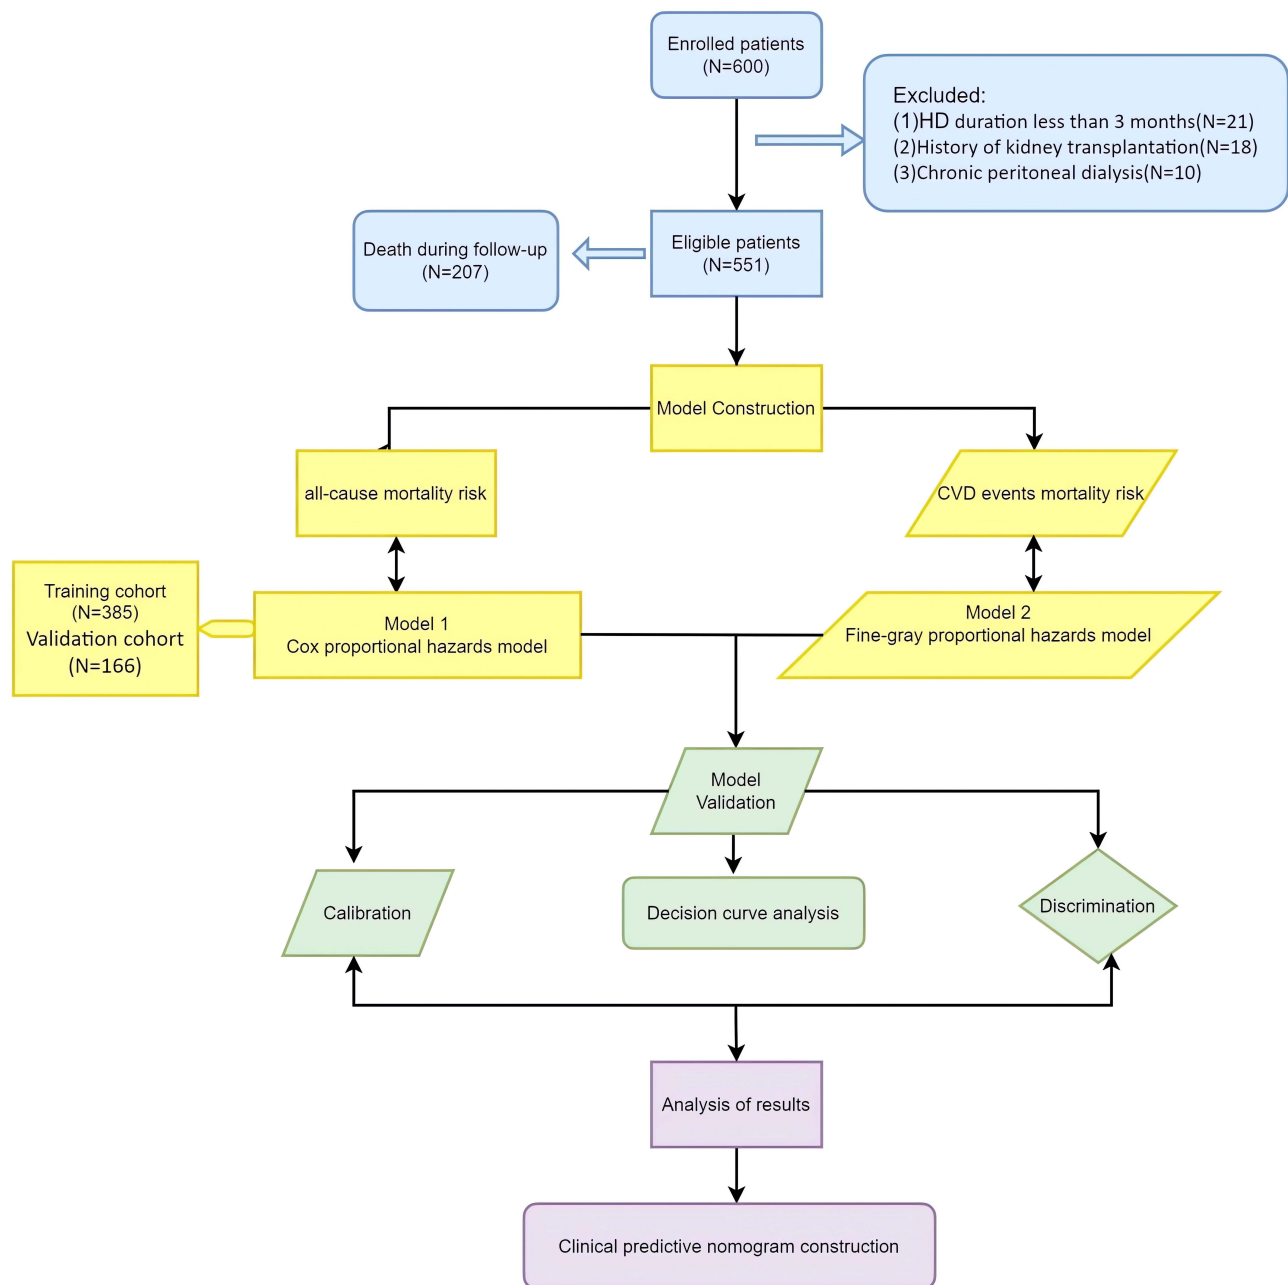 Enrolled patients
(N=600)
Excluded:
(1)HD duration less than 3 months(N=21)
(2)History of kidney transplantation(N=18)
(3)Chronic peritoneal dialysis(N=10)
Death during follow-up
(N=207)
Eligible patients
(N=551)
Model Construction
all-cause mortality risk
CVD events mortality risk
Training cohort
(N=385)
Validation cohort
(N=166)
Model 1
Cox proportional hazards model
Model 2
Fine-gray proportional hazards model
Model
Validation
Calibration
Decision curve analysis
Discrimination
Analysis of results
Clinical predictive nomogram construction